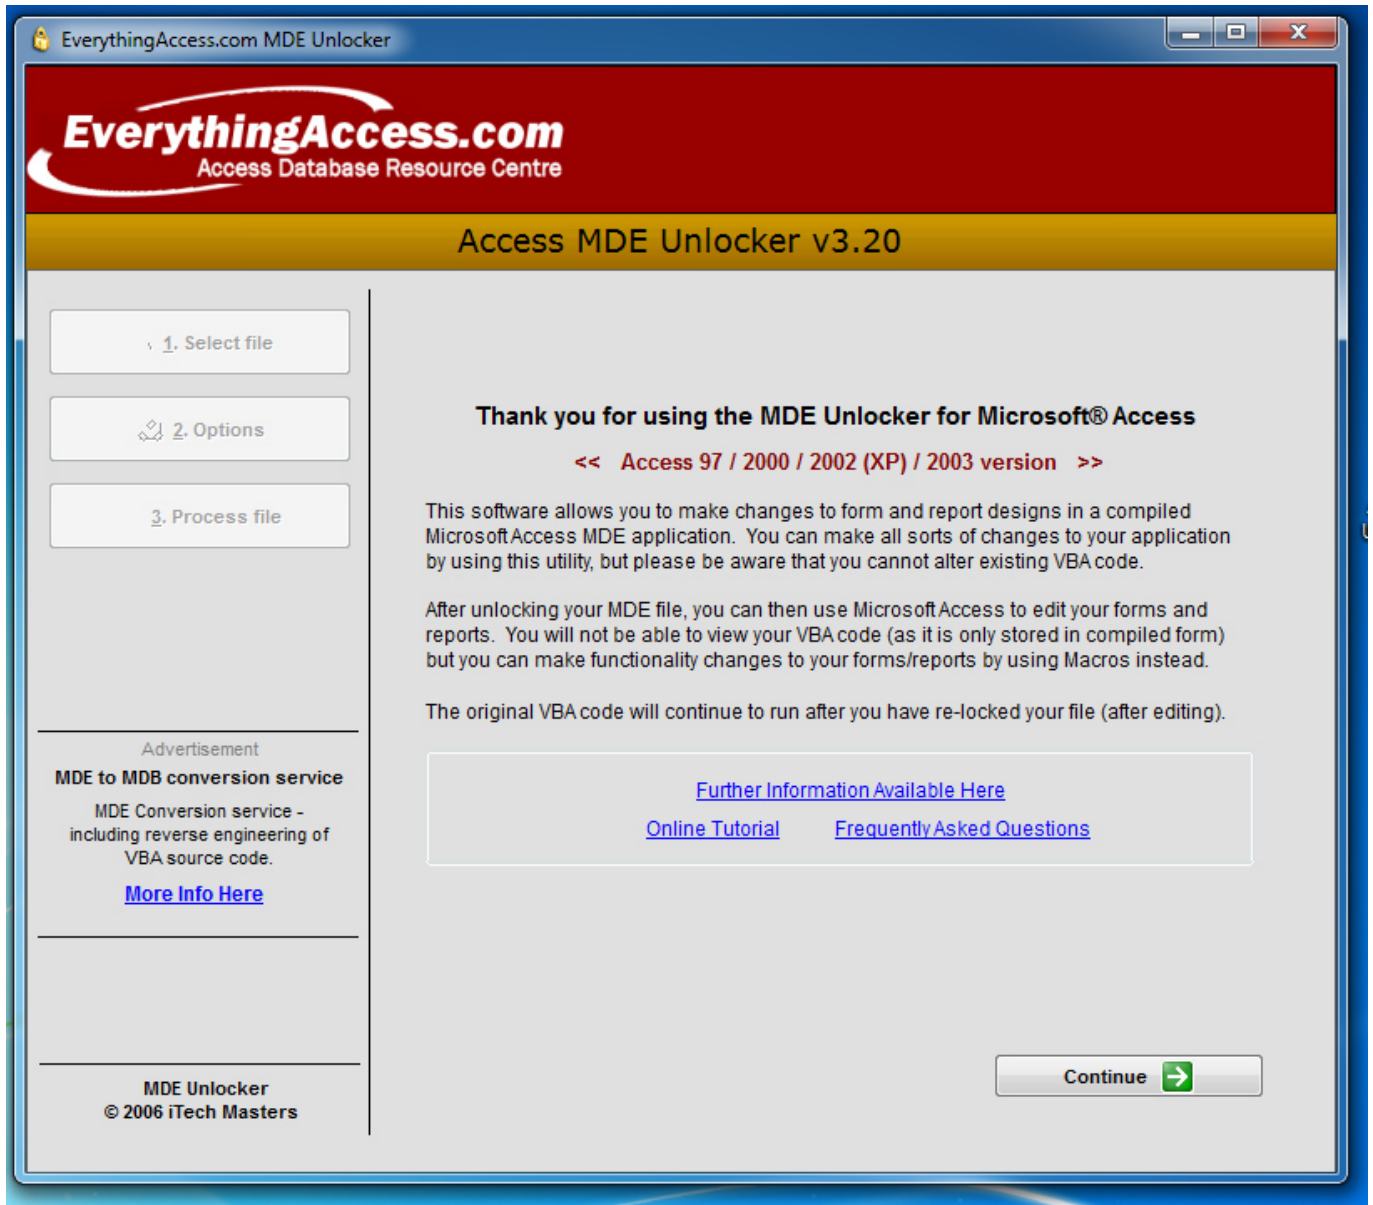 EverythingAccess.com MDE Unlocker
EverythingAccess.com
Access Database Resource Centre
Access MDE Unlocker v3.20
1. Select file
2. Options
3. Process file
Advertisement
MDE to MDB conversion service
MDE Conversion service -
including reverse engineering of
VBA source code.
More Info Here
MDE Unlocker
© 2006 iTech Masters
Thank you for using the MDE Unlocker for Microsoft® Access
<< Access 97 / 2000 / 2002 (XP) / 2003 version >>
This software allows you to make changes to form and report designs in a compiled
Microsoft Access MDE application. You can make all sorts of changes to your application
by using this utility, but please be aware that you cannot alter existing VBA code.
After unlocking your MDE file, you can then use Microsoft Access to edit your forms and
reports. You will not be able to view your VBA code (as it is only stored in compiled form)
but you can make functionality changes to your forms/reports by using Macros instead.
The original VBA code will continue to run after you have re-locked your file (after editing).
Further Information Available Here
Online Tutorial Frequently Asked Questions
Continue